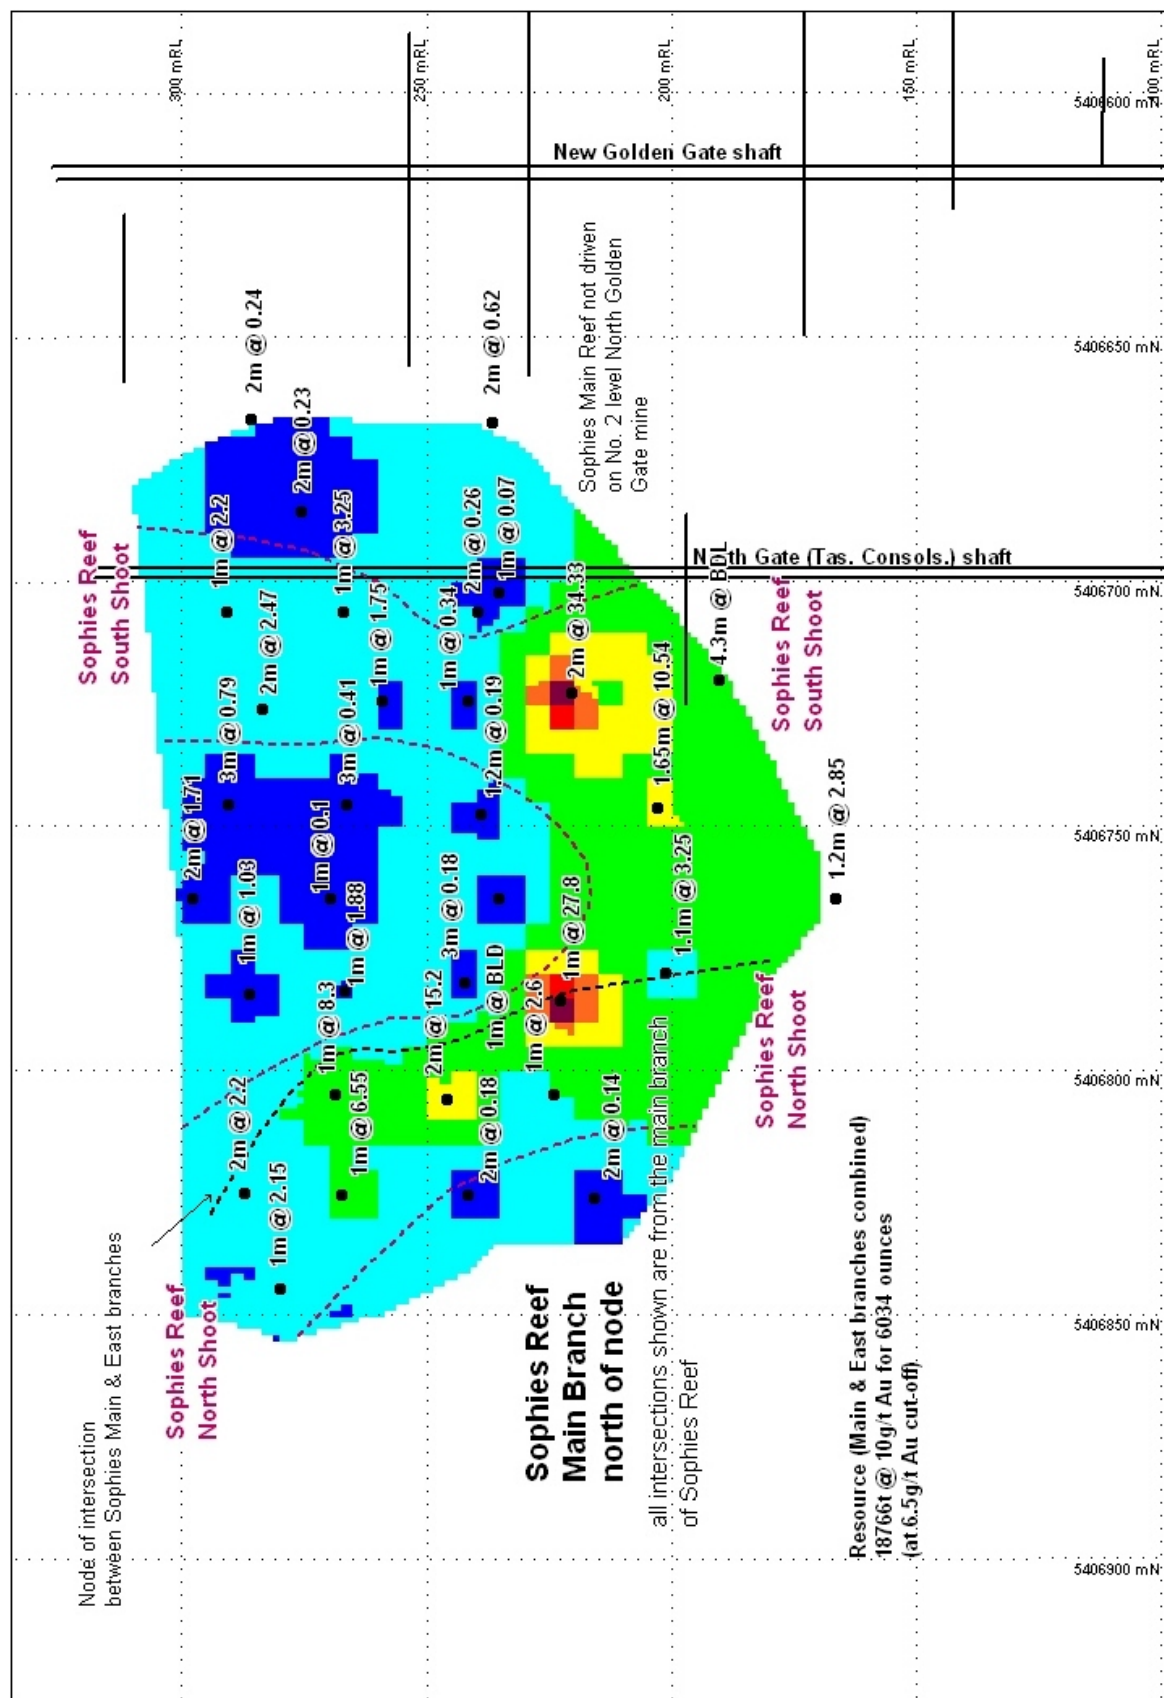 300 mRL
250 mRL
200 mRL
150 mRL
100 mRL
5406600 mN
New Golden Gate shaft
5406650 mN
2m @ 0.24
2m @ 0.62
2m @ 0.23
Sophies Main Reef not driven
on No. 2 level North Golden
Gate mine
Sophies Reef
South Shoot
1m @ 2.2
1m @ 3.25
2m @ 0.26
1m @ 0.07
North Gate (Tas. Consols.) shaft
5406700 mN
2m @ 2.47
1m @ 1.75
1m @ 0.34
2m @ 34.33
4.3m @ BDL
Sophies Reef
South Shoot
3m @ 0.79
3m @ 0.41
1.2m @ 0.19
1.65m @ 10.54
5406750 mN
2m @ 1.71
1m @ 0.1
3m @ 0.18
1.2m @ 2.85
1m @ 1.03
1m @ 1.88
1m @ BLD
1m @ 27.8
1.1m @ 3.25
1m @ 8.3
2m @ 15.2
1m @ 2.6
Sophies Reef
North Shoot
5406800 mN
2m @ 2.2
1m @ 6.55
2m @ 0.18
2m @ 0.14
1m @ 2.15
5406850 mN
Node of intersection
between Sophies Main & East branches
Sophies Reef
North Shoot
Sophies Reef
Main Branch
north of node
all intersections shown are from the main branch
of Sophies Reef
Resource (Main & East branches combined)
18766t @ 10g/t Au for 6034 ounces
(at 6.5g/t Au cut-off)
5406900 mN